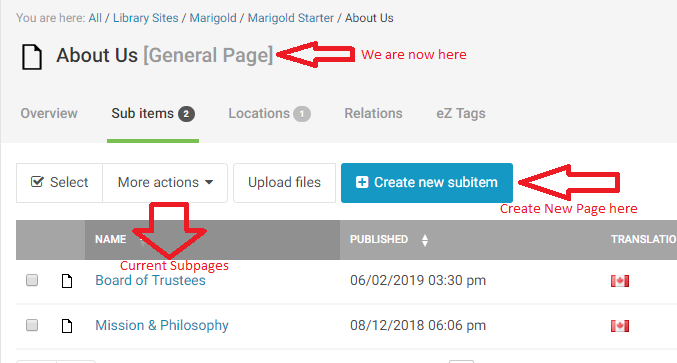 You are here: All / Library Sites / Marigold / Marigold Starter / About Us
About Us [General Page] We are now here
Overview Sub items 2 Locations 1 Relations eZ Tags
Select More actions Upload files Create new subitem
Create New Page here
NAME PUBLISHED TRANSLATIO
Current Subpages
Board of Trustees 06/02/2019 03:30 pm
Mission & Philosophy 08/12/2018 06:06 pm